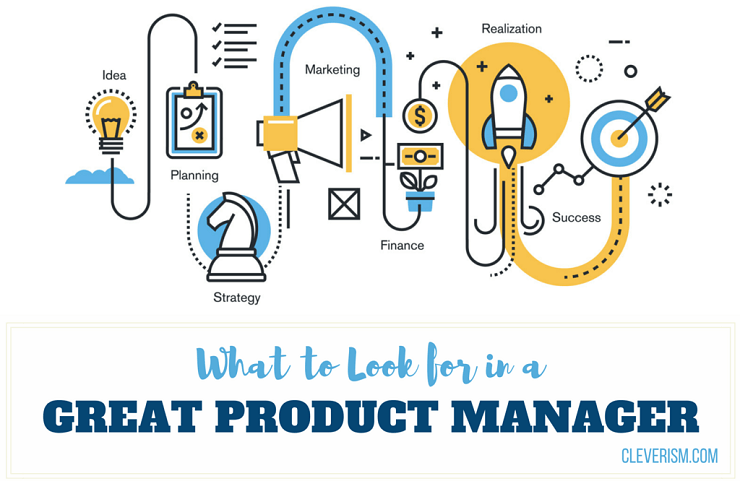 Idea
Planning
Strategy
Marketing
$
Finance
Realization
Success
What to Look for in a
GREAT PRODUCT MANAGER
CLEVERISM.COM